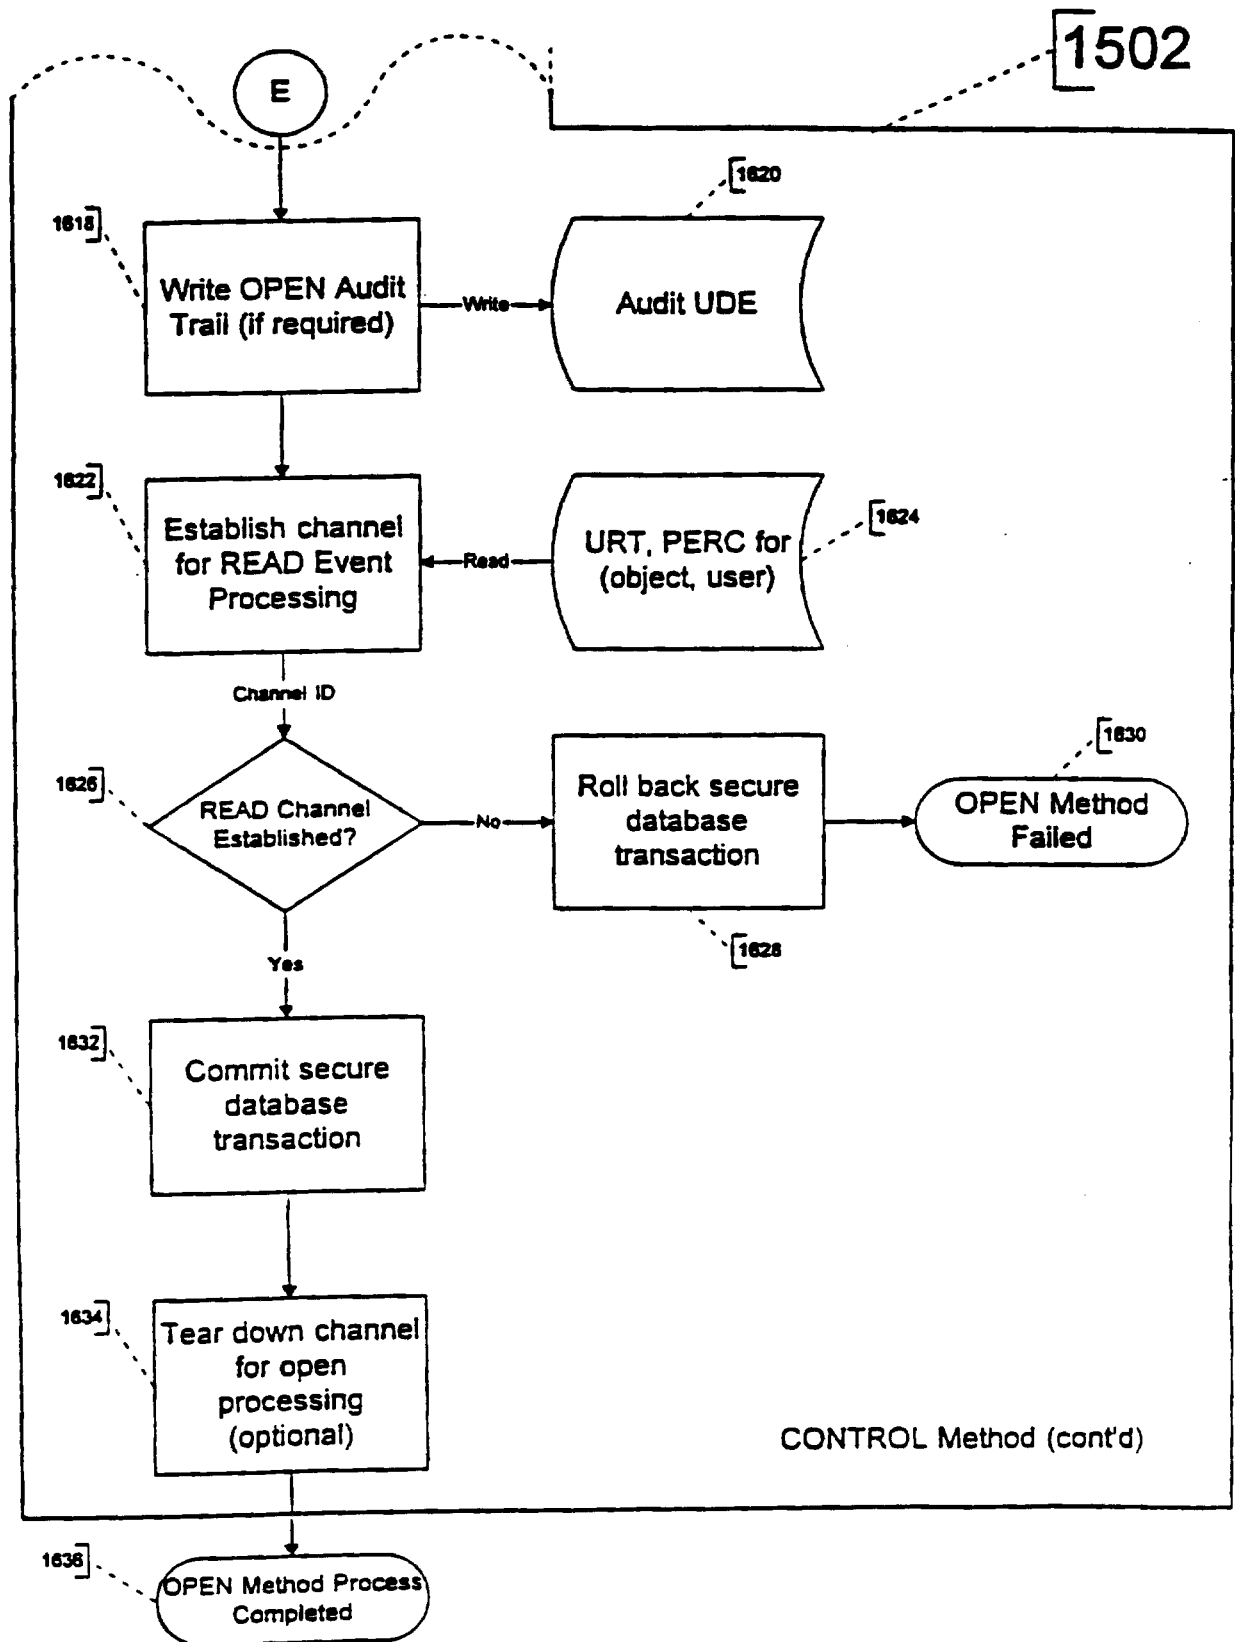 1502
E
1620
1618
Write OPEN Audit
Trail (if required)
Write
Audit UDE
1622
1624
Establish channel
for READ Event
Processing
Read
URT, PERC for
(object, user)
Channel ID
1630
1626
READ Channel
Established?
No
Roll back secure
database
transaction
OPEN Method
Failed
1628
Yes
1632
Commit secure
database
transaction
1634
Tear down channel
for open
processing
(optional)
CONTROL Method (cont'd)
1636
OPEN Method Process
Completed